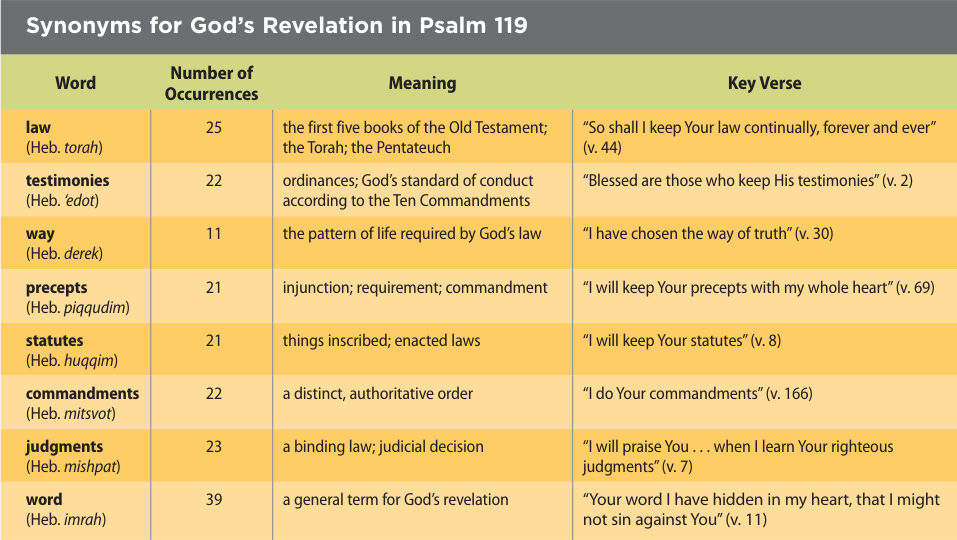 Synonyms for God's Revelation in Psalm 119
Word
Number of
Occurrences
Meaning
Key Verse
law
(Heb. torah)
25
the first five books of the Old Testament;
the Torah; the Pentateuch
“So shall I keep Your law continually, forever and ever”
(v. 44)
testimonies
(Heb. ‘edot)
22
ordinances; God’s standard of conduct
according to the Ten Commandments
“Blessed are those who keep His testimonies” (v. 2)
way
(Heb. derek)
11
the pattern of life required by God’s law
“I have chosen the way of truth” (v. 30)
precepts
(Heb. piqqudim)
21
injunction; requirement; commandment
“I will keep Your precepts with my whole heart” (v. 69)
statutes
(Heb. huqqim)
21
things inscribed; enacted laws
“I will keep Your statutes” (v. 8)
commandments
(Heb. mitsvot)
22
a distinct, authoritative order
“I do Your commandments” (v. 166)
judgments
(Heb. mishpat)
23
a binding law; judicial decision
“I will praise You . . . when I learn Your righteous
judgments” (v. 7)
word
(Heb. imrah)
39
a general term for God’s revelation
“Your word I have hidden in my heart, that I might
not sin against You” (v. 11)